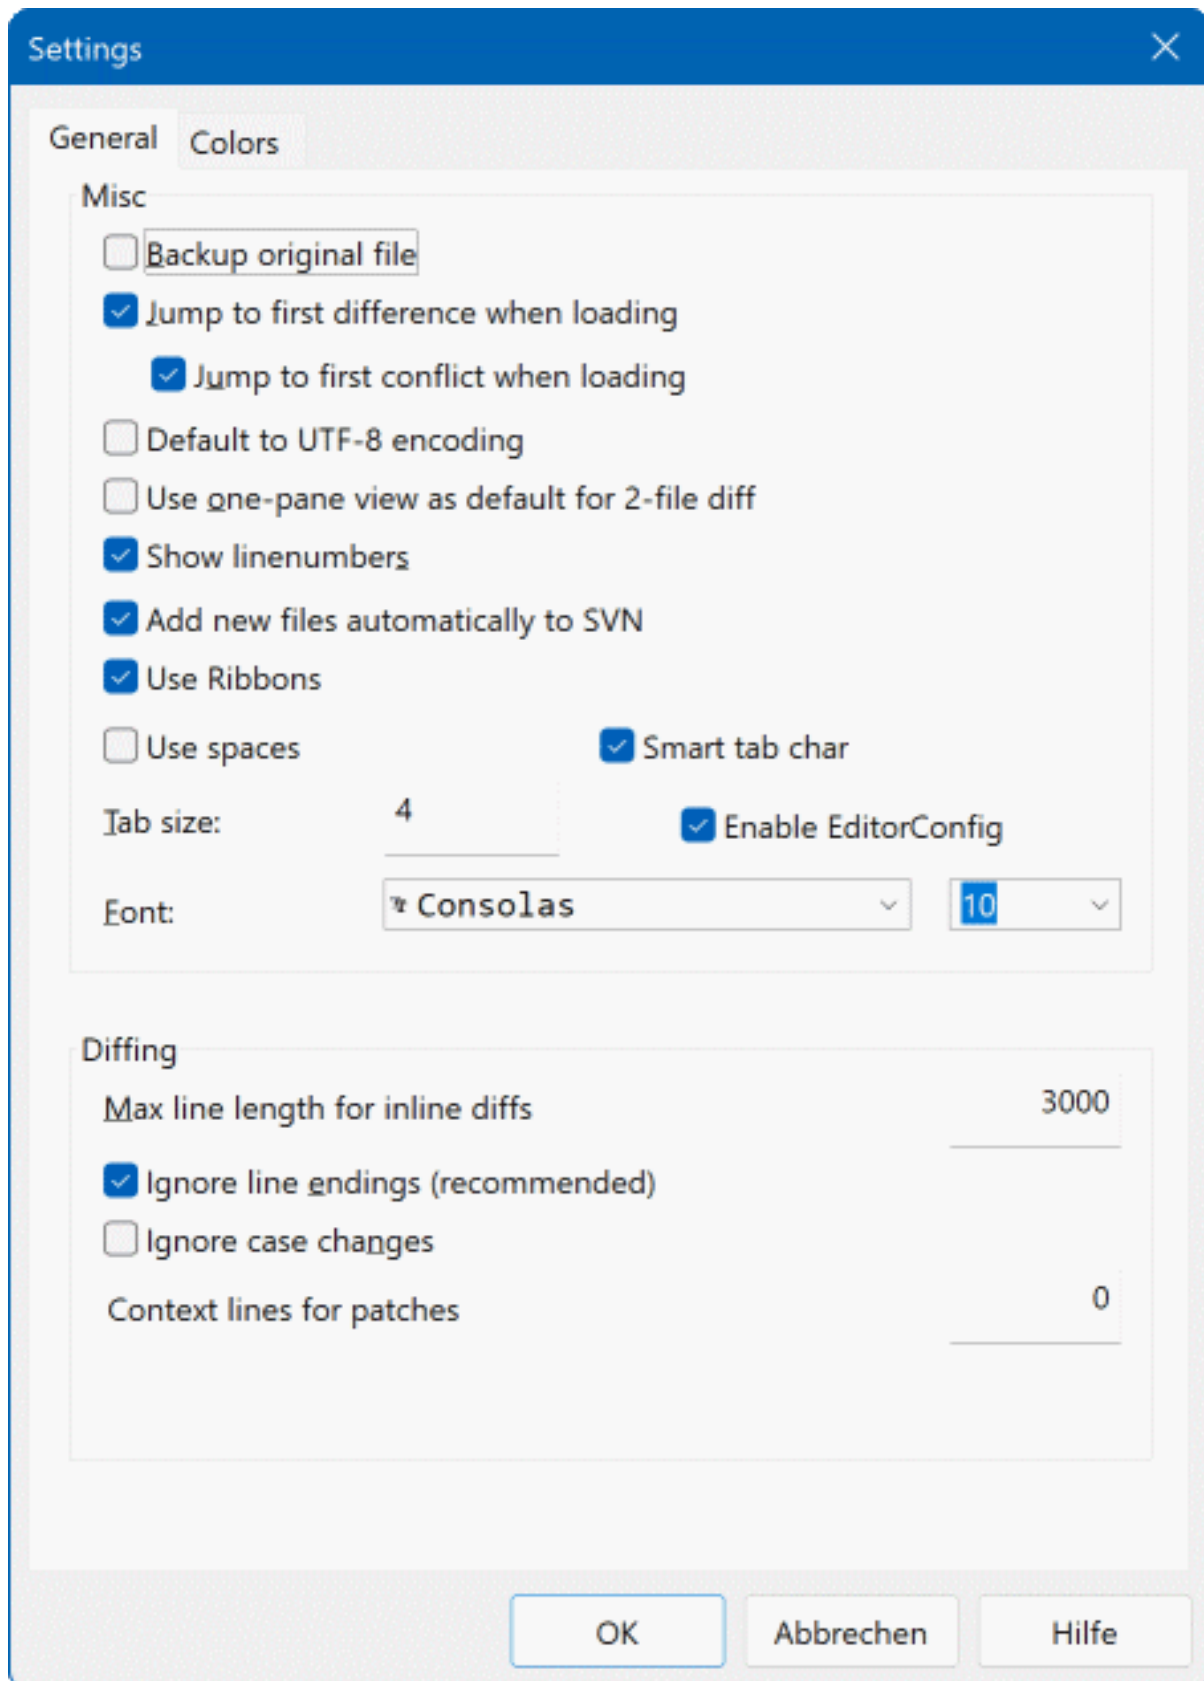 Settings
General Colors
Misc
Backup original file
Jump to first difference when loading
Jump to first conflict when loading
Default to UTF-8 encoding
Use one-pane view as default for 2-file diff
Show linenumbers
Add new files automatically to SVN
Use Ribbons
Use spaces Smart tab char
Tab size: 4 Enable EditorConfig
Font: Consolas 10
Diffing
Max line length for inline diffs 3000
Ignore line endings (recommended)
Ignore case changes
Context lines for patches 0
OK Abbrechen Hilfe